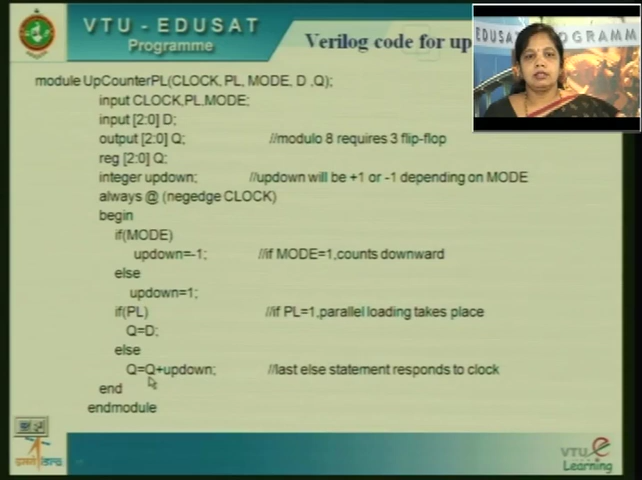 VTU - EDUSAT
Programme
Verilog code for up
EDUSAT PROGRAMM
module UpCounterPL(CLOCK, PL, MODE, D ,Q);
input CLOCK,PL,MODE;
input [2:0] D;
output [2:0] Q; //modulo 8 requires 3 flip-flop
reg [2:0] Q;
integer updown; //updown will be +1 or -1 depending on MODE
always @ (negedge CLOCK)
begin
if(MODE)
updown=-1; //if MODE=1,counts downward
else
updown=1;
if(PL) //if PL=1,parallel loading takes place
Q=D;
else
Q=Q+updown; //last else statement responds to clock
end
endmodule
VTU e
Learning